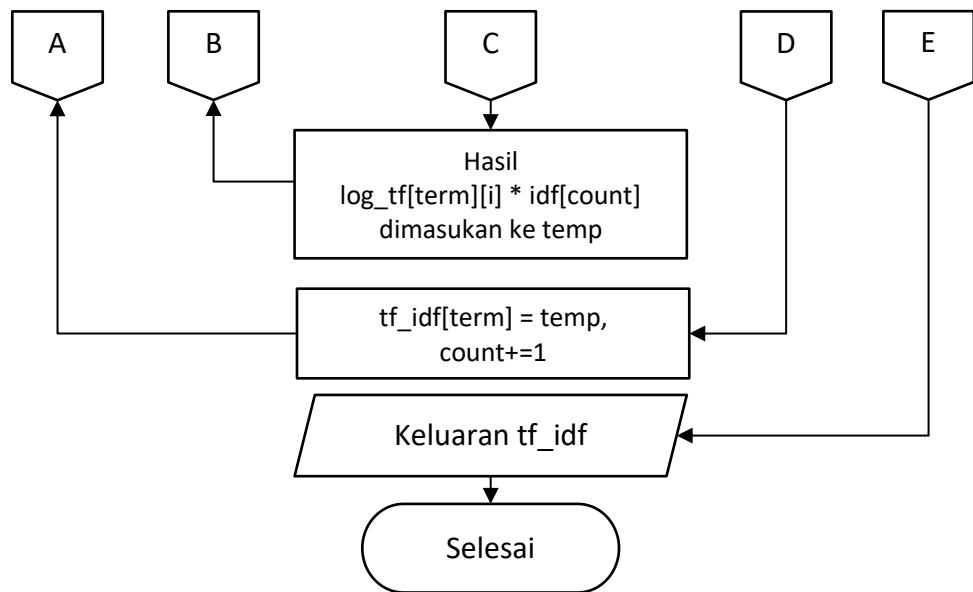 A
B
C
D
E
Hasil
log_tf[term][i] * idf[count]
dimasukan ke temp
tf_idf[term] = temp,
count+=1
Keluaran tf_idf
Selesai